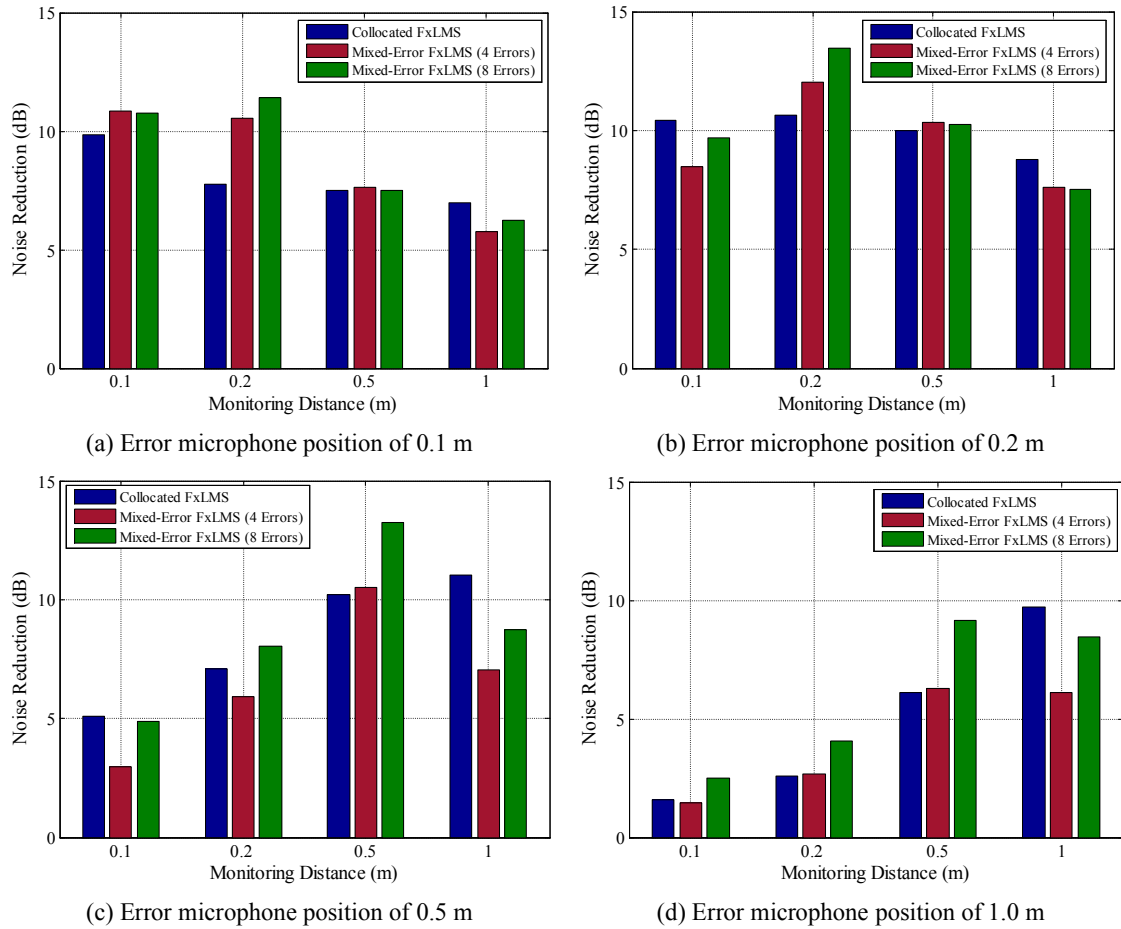 15
Collocated FxLMS
Mixed-Error FxLMS (4 Errors)
Mixed-Error FxLMS (8 Errors)
10
5
0
Noise Reduction (dB)
0.1 0.2 0.5 1
Monitoring Distance (m)
(a) Error microphone position of 0.1 m
15
Collocated FxLMS
Mixed-Error FxLMS (4 Errors)
Mixed-Error FxLMS (8 Errors)
10
5
0
Noise Reduction (dB)
0.1 0.2 0.5 1
Monitoring Distance (m)
(b) Error microphone position of 0.2 m
15
Collocated FxLMS
Mixed-Error FxLMS (4 Errors)
Mixed-Error FxLMS (8 Errors)
10
5
0
Noise Reduction (dB)
0.1 0.2 0.5 1
Monitoring Distance (m)
(c) Error microphone position of 0.5 m
15
Collocated FxLMS
Mixed-Error FxLMS (4 Errors)
Mixed-Error FxLMS (8 Errors)
10
5
0
Noise Reduction (dB)
0.1 0.2 0.5 1
Monitoring Distance (m)
(d) Error microphone position of 1.0 m